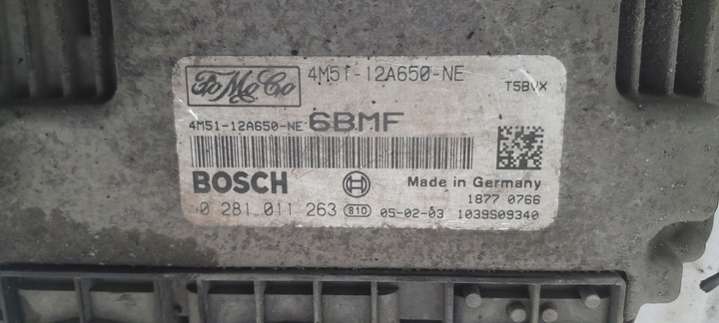 FoMoCo 4M51-12A650-NE
T5BVX
4M51-12A650-NE 6BMF
BOSCH Made in Germany
1877 0766
0 281 011 263 B10 05-02-03 1039S09340